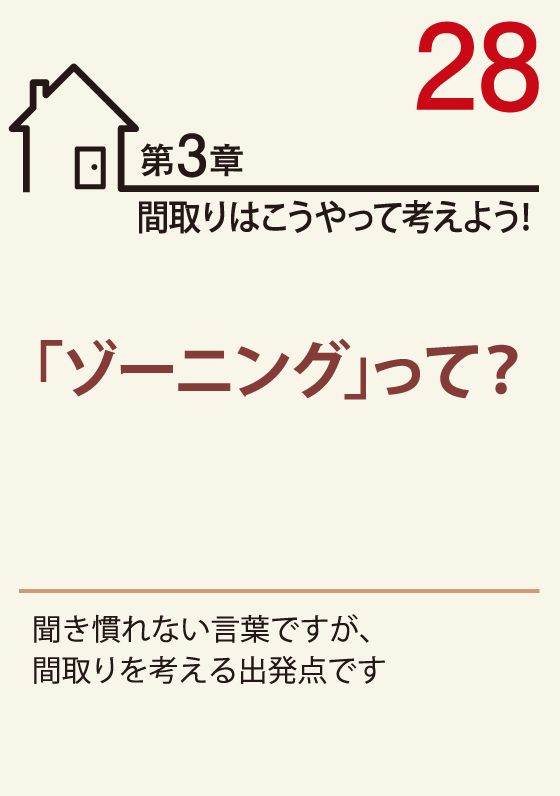 28
第3章
間取りはこうやって考えよう!
「ゾーニング」って?
聞き慣れない言葉ですが、
間取りを考える出発点です